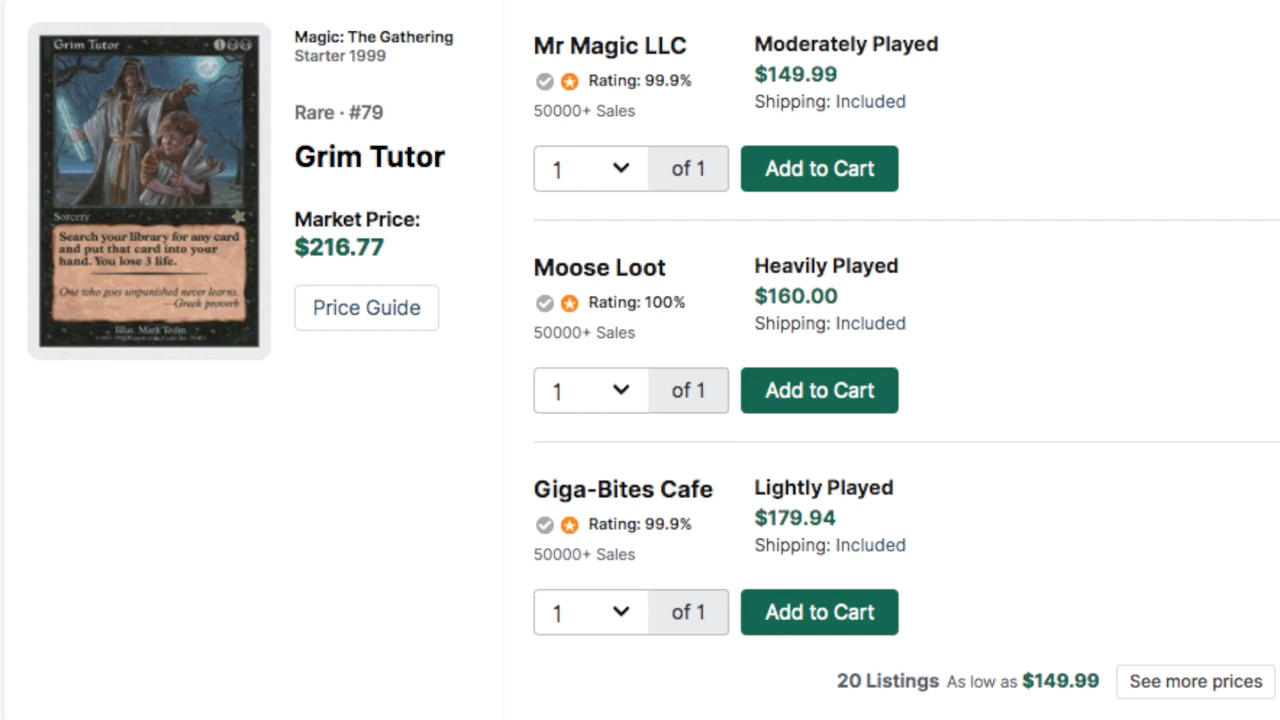 Grim Tutor
Sorcery
Search your library for any card
and put that card into your
hand. You lose 3 life.
One who goes unpunished never learns.
—Greek proverb
Illus. Mark Tedin
Magic: The Gathering
Starter 1999
Rare · #79
Grim Tutor
Market Price:
$216.77
Price Guide
Mr Magic LLC
Rating: 99.9%
50000+ Sales
Moderately Played
$149.99
Shipping: Included
1 of 1
Add to Cart
Moose Loot
Rating: 100%
50000+ Sales
Heavily Played
$160.00
Shipping: Included
1 of 1
Add to Cart
Giga-Bites Cafe
Rating: 99.9%
50000+ Sales
Lightly Played
$179.94
Shipping: Included
1 of 1
Add to Cart
20 Listings As low as $149.99
See more prices